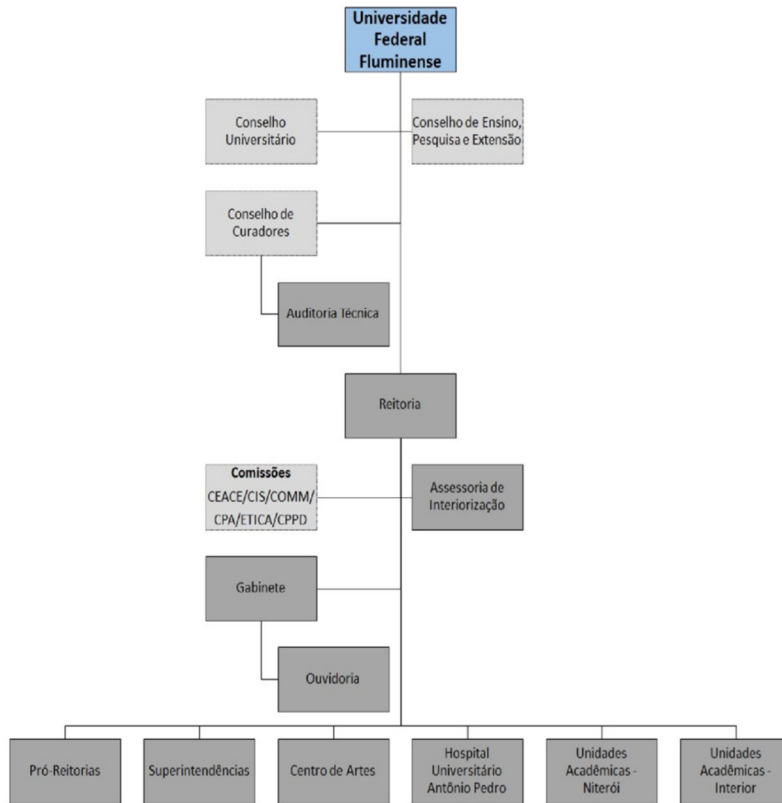 Universidade
Federal
Fluminense
Conselho
Universitário
Conselho de Ensino,
Pesquisa e Extensão
Conselho de
Curadores
Auditoria Técnica
Reitoria
Comissões
CEACE/CIS/COMM/
CPA/ETICA/CPPD
Assessoria de
Interiorização
Gabinete
Ouvidoria
Pró-Reitorias
Superintendências
Centro de Artes
Hospital
Universitário
Antônio Pedro
Unidades
Acadêmicas -
Niterói
Unidades
Acadêmicas -
Interior